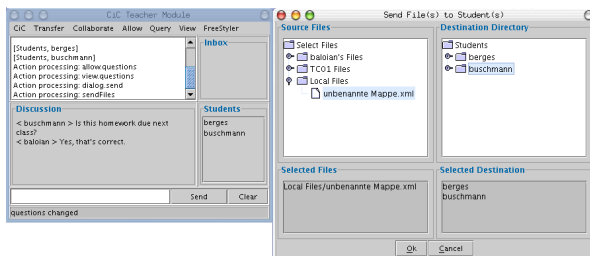 CiC Teacher Module
CiC Transfer Collaborate Allow Query View FreeStyler
[Students, berges]
[Students, buschmann]
Action processing: allow.questions
Action processing: view.questions
Action processing: dialog.send
Action processing: sendFiles
Inbox
Discussion
< buschmann > Is this homework due next
class?
< baloian > Yes, that's correct.
Students
berges
buschmann
Send Clear
questions changed
Send File(s) to Student(s)
Source Files
Select Files
baloian's Files
TCO1 Files
Local Files
unbenannte Mappe.xml
Destination Directory
Students
berges
buschmann
Selected Files
Local Files/unbenannte Mappe.xml
Selected Destination
berges
buschmann
Ok Cancel